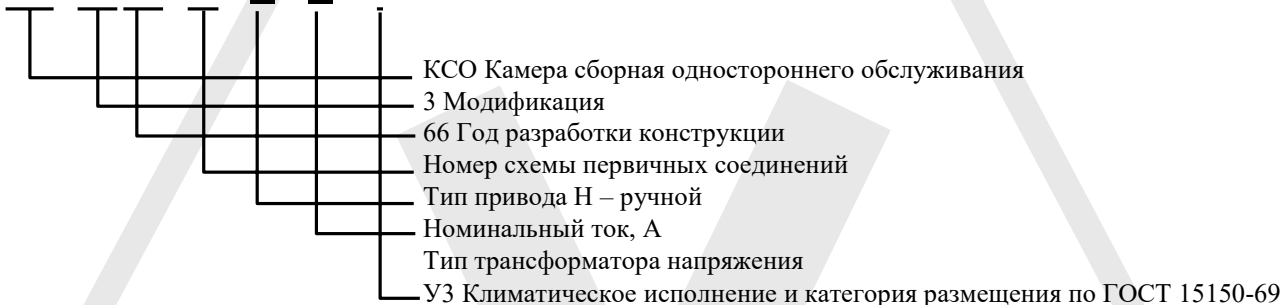 КСО Камера сборная одностороннего обслуживания
3 Модификация
66 Год разработки конструкции
Номер схемы первичных соединений
Тип привода Н – ручной
Номинальный ток, А
Тип трансформатора напряжения
У3 Климатическое исполнение и категория размещения по ГОСТ 15150-69